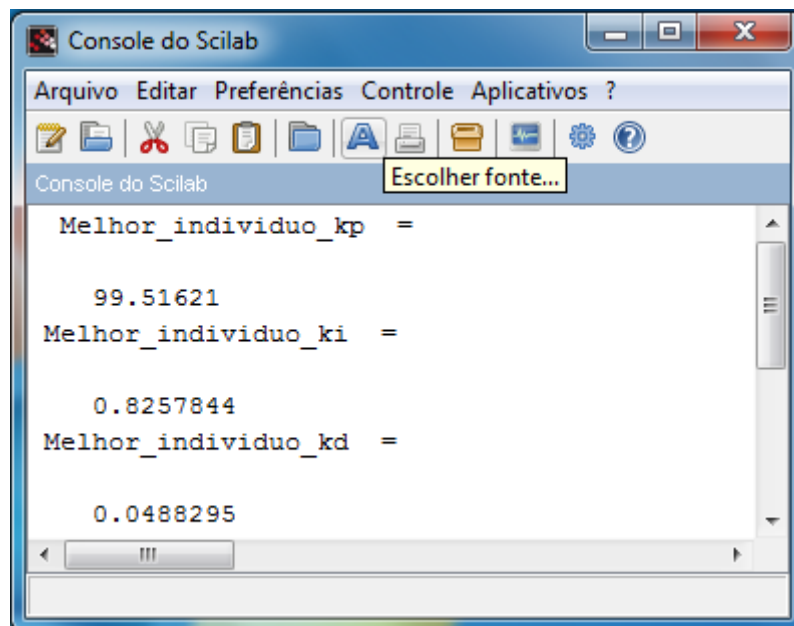 Console do Scilab
Arquivo Editar Preferências Controle Aplicativos ?
Escolher fonte...
Console do Scilab
Melhor_individuo_kp =
99.51621
Melhor_individuo_ki =
0.8257844
Melhor_individuo_kd =
0.0488295